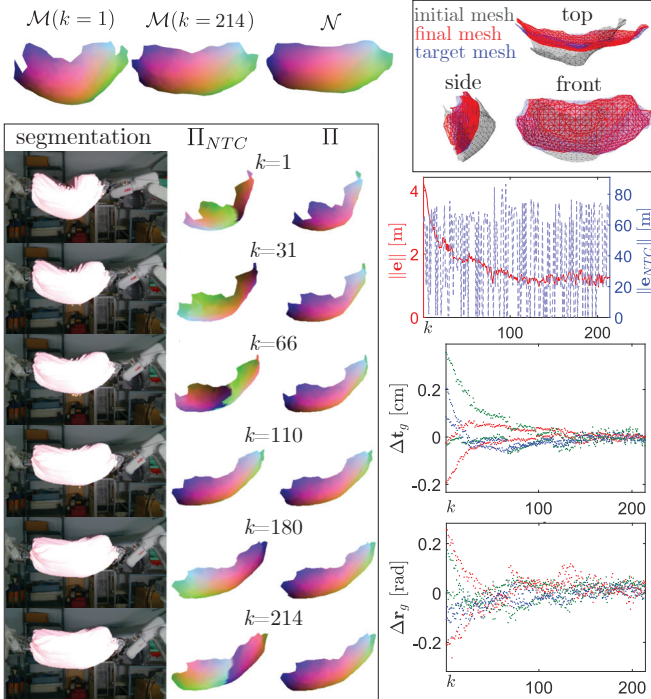 M(k = 1) M(k = 214) N
initial mesh
final mesh
target mesh
top
side
front
segmentation Π_NTC Π
k=1
k=31
k=66
k=110
k=180
k=214
||e|| [m]
4
2
0
80
60
40
20
0
||e_NTC|| [m]
k 100 200
Δt_g [cm]
0.2
0
-0.2
k 100 200
Δr_g [rad]
0.2
0
-0.2
k 100 200